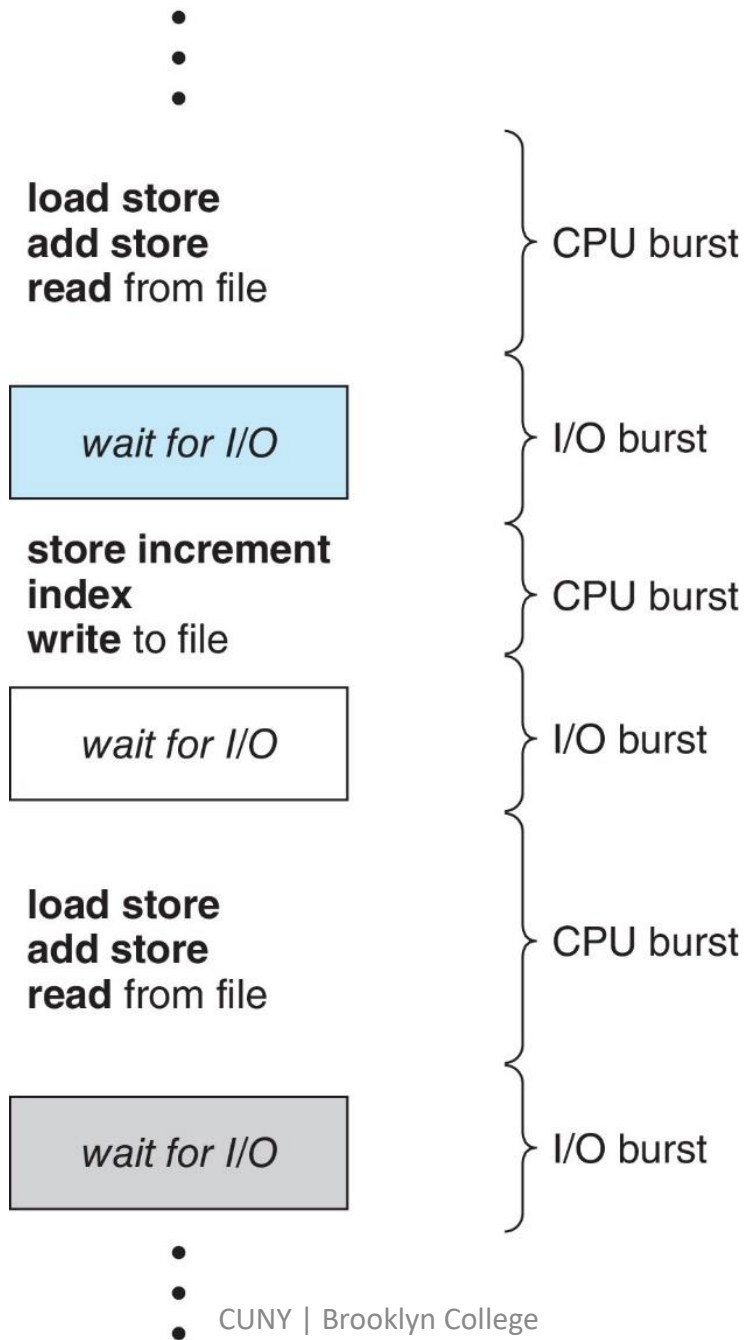 load store
add store
read from file
CPU burst
wait for I/O
I/O burst
store increment
index
write to file
CPU burst
wait for I/O
I/O burst
load store
add store
read from file
CPU burst
wait for I/O
I/O burst
CUNY | Brooklyn College